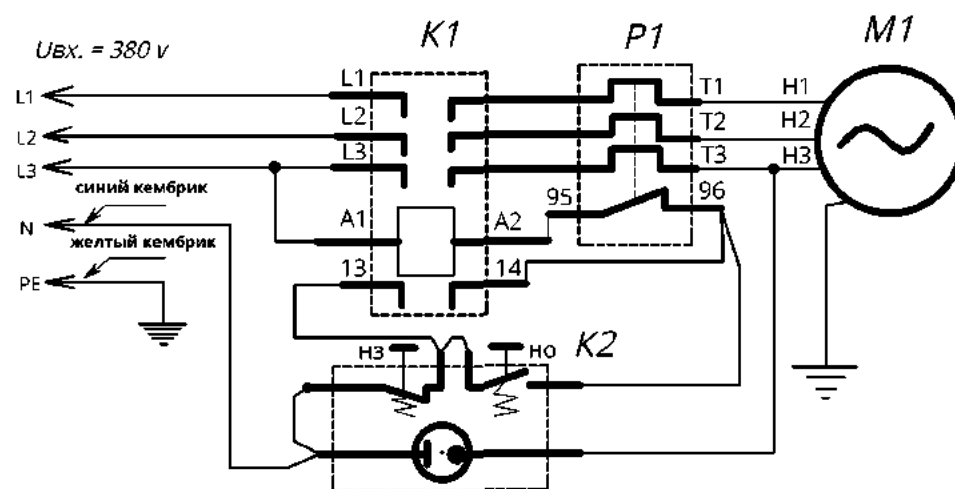 K1
P1
M1
Uвх. = 380 v
L1
L1
T1
H1
L2
L2
T2
H2
L3
L3
T3
H3
синий кембрик
N
A1
A2
95
96
желтый кембрик
PE
13
14
НЗ
НО
K2